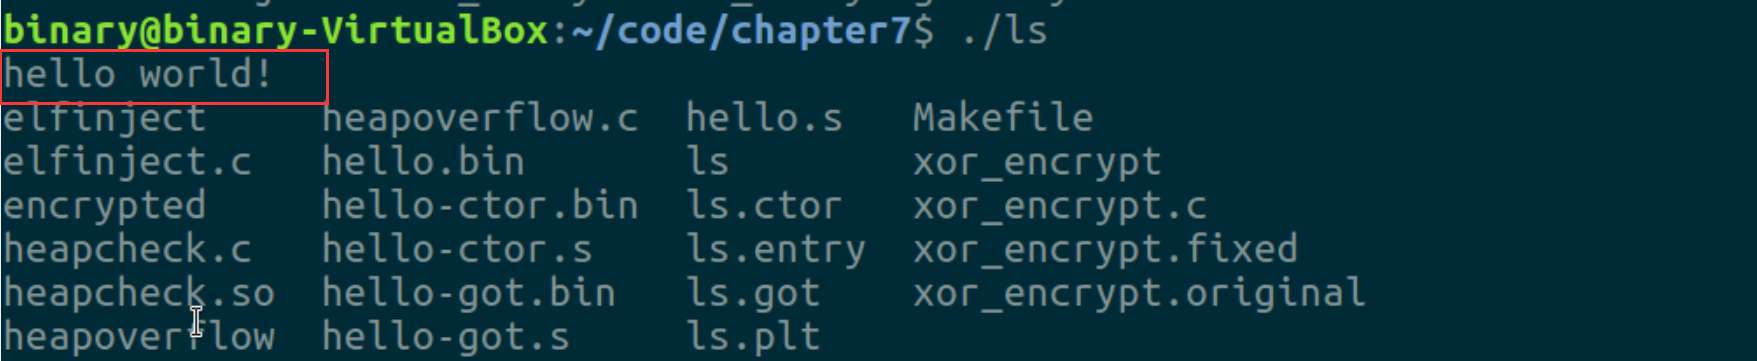 binary@binary-VirtualBox:~/code/chapter7$ ./ls
hello world!
elfinject heapoverflow.c hello.s Makefile
elfinject.c hello.bin ls xor_encrypt
encrypted hello-ctor.bin ls.ctor xor_encrypt.c
heapcheck.c hello-ctor.s ls.entry xor_encrypt.fixed
heapcheck.so hello-got.bin ls.got xor_encrypt.original
heapoverflow hello-got.s ls.plt